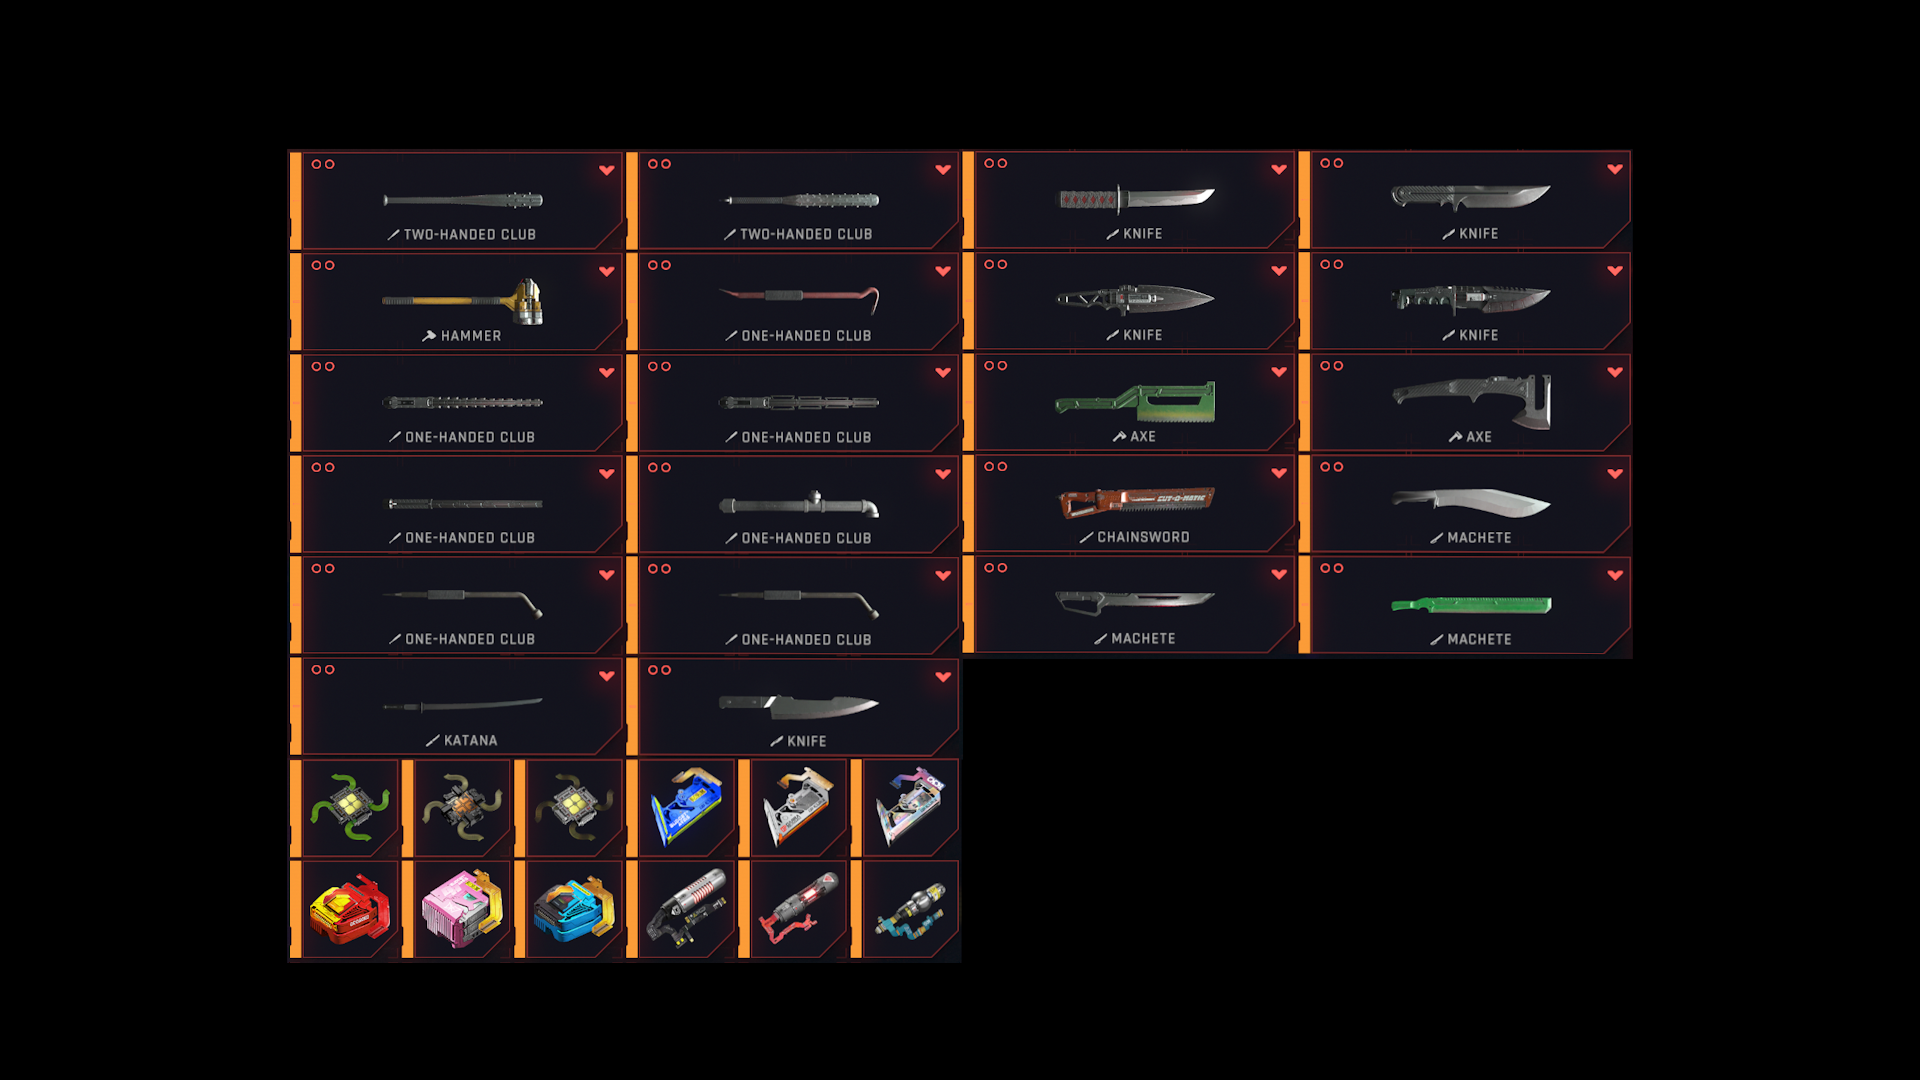 TWO-HANDED CLUB
TWO-HANDED CLUB
KNIFE
KNIFE
HAMMER
ONE-HANDED CLUB
KNIFE
KNIFE
ONE-HANDED CLUB
ONE-HANDED CLUB
AXE
AXE
ONE-HANDED CLUB
ONE-HANDED CLUB
CUT-O-MATIC
CHAINSWORD
MACHETE
ONE-HANDED CLUB
ONE-HANDED CLUB
MACHETE
MACHETE
KATANA
KNIFE